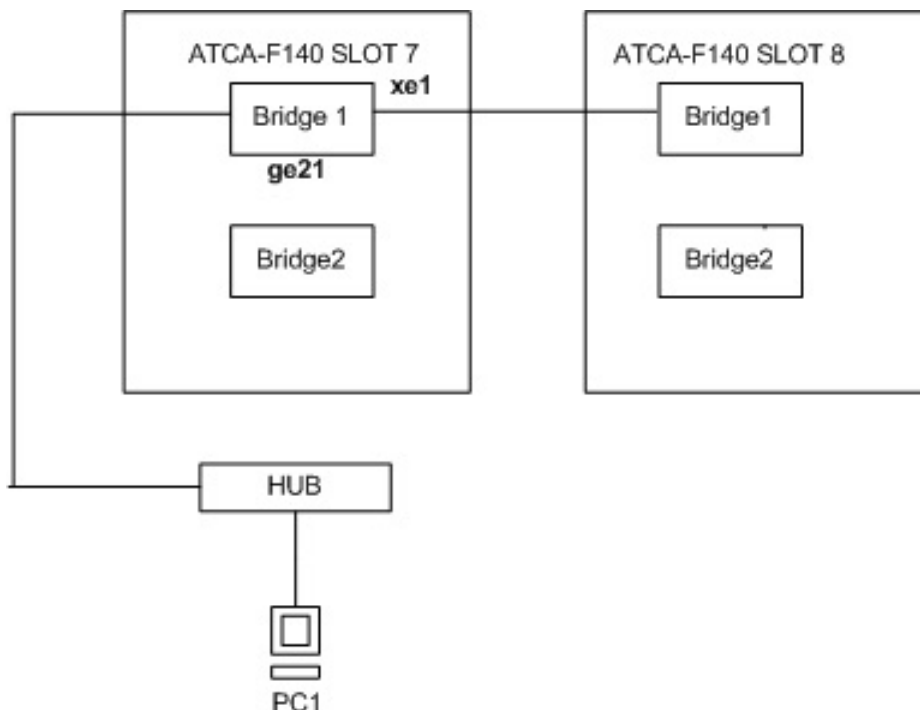 ATCA-F140 SLOT 7
ATCA-F140 SLOT 8
xe1
Bridge 1
Bridge1
ge21
Bridge2
Bridge2
HUB
PC1